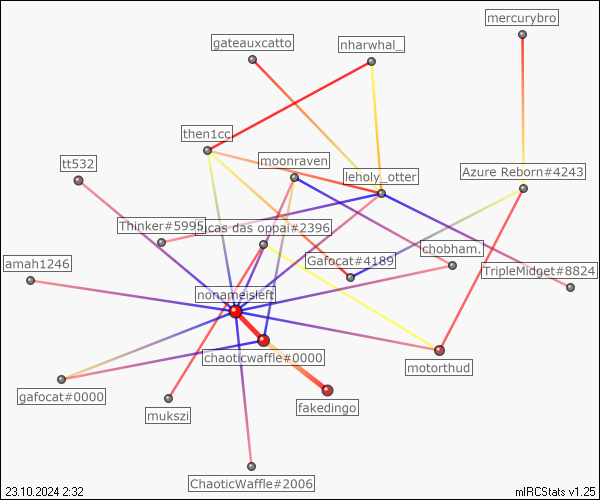 mercurybro
gateauxcatto
nharwhal_
then1cc
moonraven
tt532
leholy_otter
Azure Reborn#4243
Thinker#5995
ucas das oppai#2396
chobham.
amah1246
Gafocat#4189
TripleMidget#8824
nonameisleft
chaoticwaffle#0000
motorthud
gafocat#0000
mukszi
fakedingo
ChaoticWaffle#2006
23.10.2024 2:32
mIRCStats v1.25